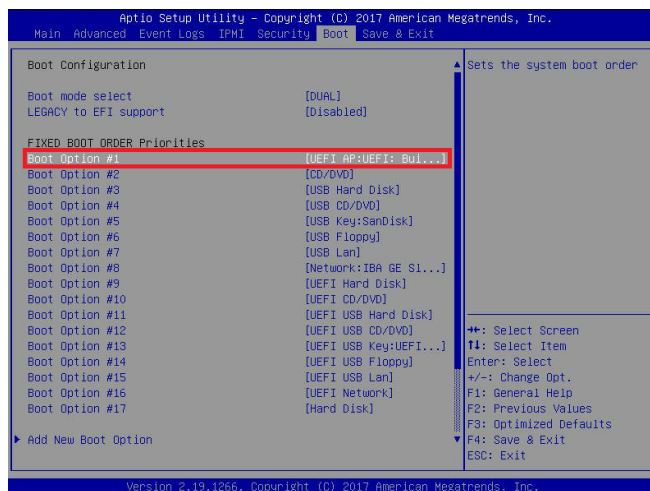 Aptio Setup Utility – Copyright (C) 2017 American Megatrends, Inc.
Main Advanced Event Logs IPMI Security Boot Save & Exit
Boot Configuration
Boot mode select [DUAL]
LEGACY to EFI support [Disabled]
FIXED BOOT ORDER Priorities
Boot Option #1 [UEFI AP:UEFI: Bui...]
Boot Option #2 [CD/DVD]
Boot Option #3 [USB Hard Disk]
Boot Option #4 [USB CD/DVD]
Boot Option #5 [USB Key:SanDisk]
Boot Option #6 [USB Floppy]
Boot Option #7 [USB Lan]
Boot Option #8 [Network:IBA GE Sl...]
Boot Option #9 [UEFI Hard Disk]
Boot Option #10 [UEFI CD/DVD]
Boot Option #11 [UEFI USB Hard Disk]
Boot Option #12 [UEFI USB CD/DVD]
Boot Option #13 [UEFI USB Key:UEFI...]
Boot Option #14 [UEFI USB Floppy]
Boot Option #15 [UEFI USB Lan]
Boot Option #16 [UEFI Network]
Boot Option #17 [Hard Disk]
Add New Boot Option
Sets the system boot order
→←: Select Screen
↑↓: Select Item
Enter: Select
+/-: Change Opt.
F1: General Help
F2: Previous Values
F3: Optimized Defaults
F4: Save & Exit
ESC: Exit
Version 2.19.1266. Copyright (C) 2017 American Megatrends, Inc.